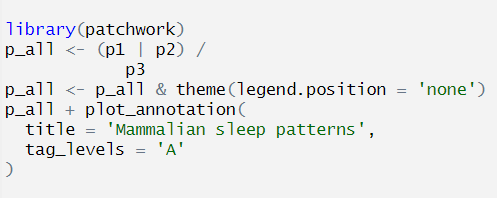 library(patchwork)
p_all <- (p1 | p2) /
            p3
p_all <- p_all & theme(legend.position = 'none')
p_all + plot_annotation(
  title = 'Mammalian sleep patterns',
  tag_levels = 'A'
)